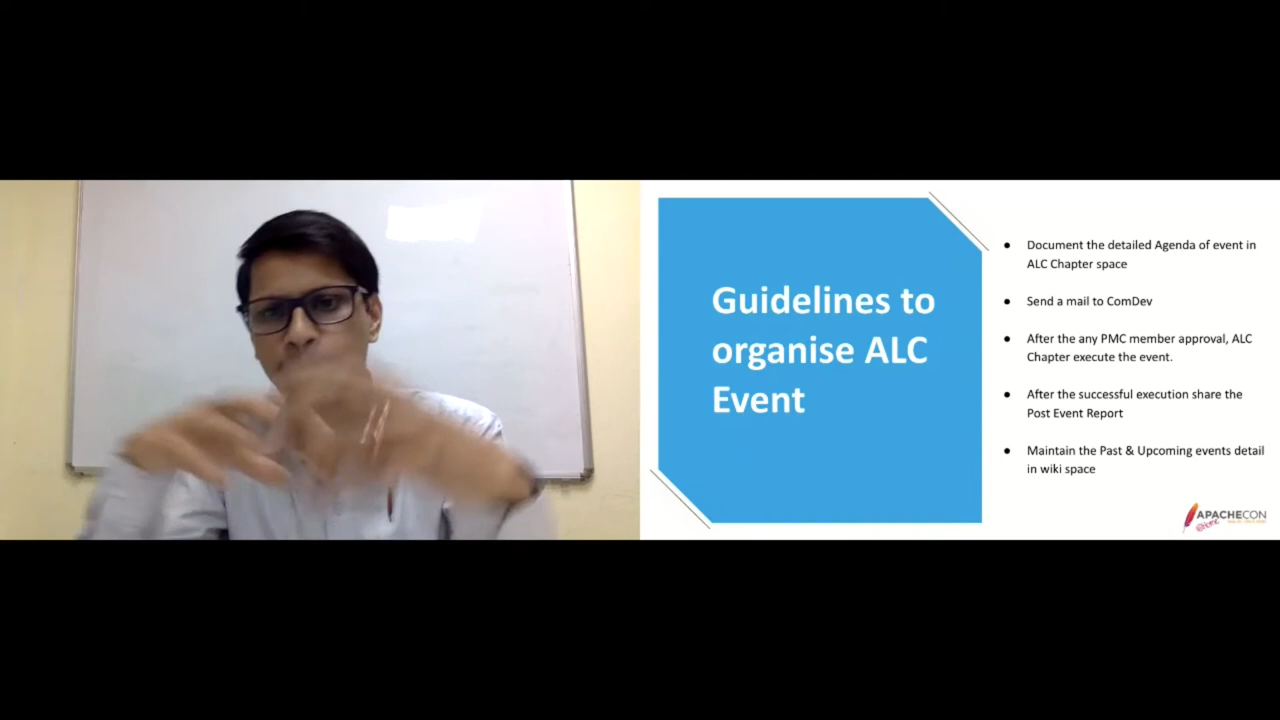 Guidelines to
organise ALC
Event
● Document the detailed Agenda of event in
ALC Chapter space
● Send a mail to ComDev
● After the any PMC member approval, ALC
Chapter execute the event.
● After the successful execution share the
Post Event Report
● Maintain the Past & Upcoming events detail
in wiki space
APACHECON
@Home